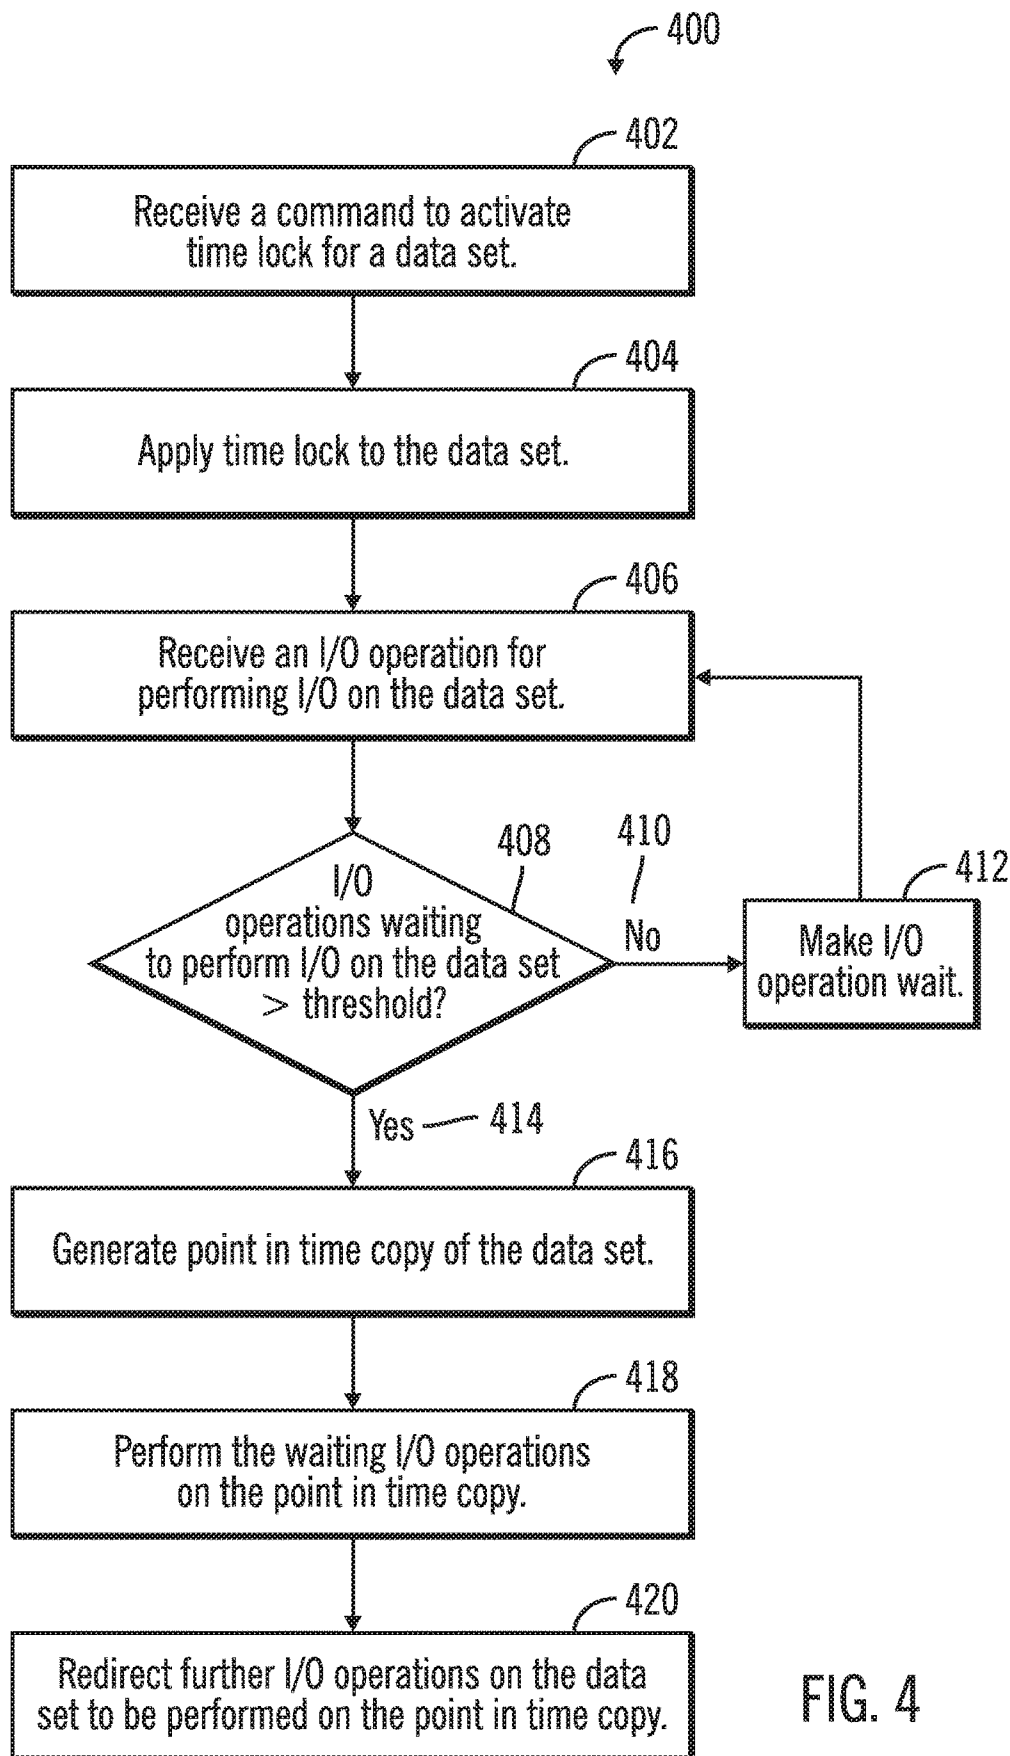 400
402
Receive a command to activate
time lock for a data set.
404
Apply time lock to the data set.
406
Receive an I/O operation for
performing I/O on the data set.
408
I/O
operations waiting
to perform I/O on the data set
> threshold?
410
No
412
Make I/O
operation wait.
Yes
414
416
Generate point in time copy of the data set.
418
Perform the waiting I/O operations
on the point in time copy.
420
Redirect further I/O operations on the data
set to be performed on the point in time copy.
FIG. 4